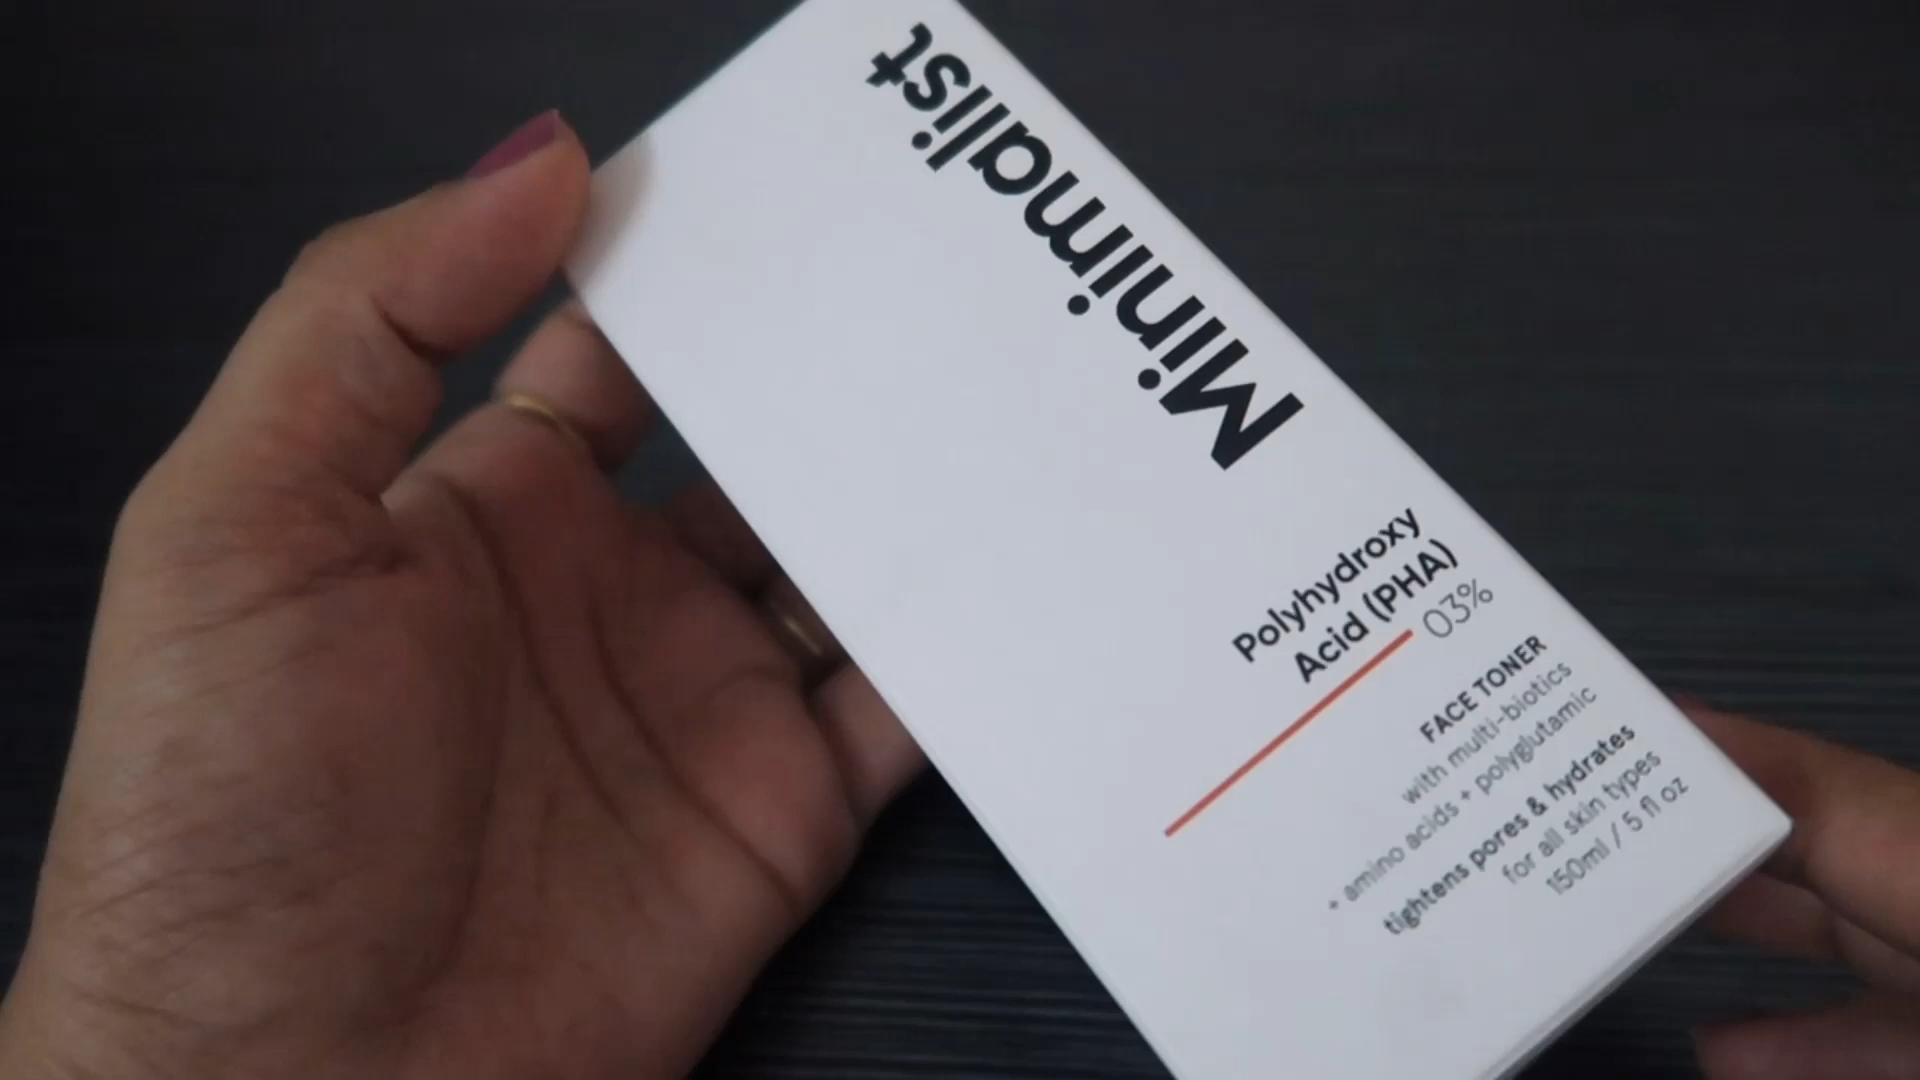 Minimalist
Polyhydroxy
Acid (PHA)
03%
FACE TONER
with multi-biotics
+ amino acids + polyglutamic
tightens pores & hydrates
for all skin types
150ml / 5 fl oz